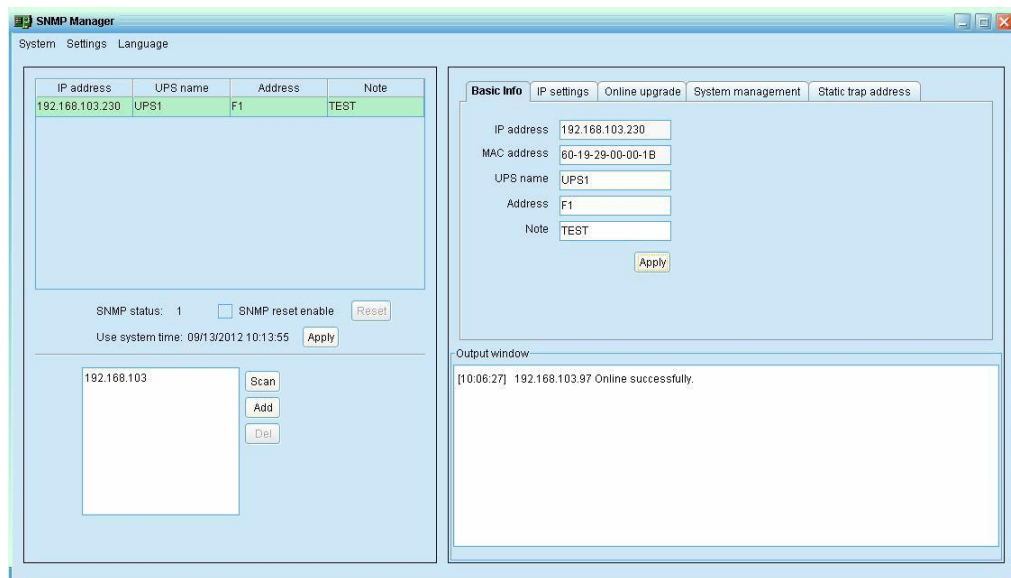 SNMP Manager
System Settings Language
IP address UPS name Address Note
192.168.103.230 UPS1 F1 TEST
SNMP status: 1 SNMP reset enable Reset
Use system time: 09/13/2012 10:13:55 Apply
192.168.103
Scan
Add
Del
Basic Info IP settings Online upgrade System management Static trap address
IP address 192.168.103.230
MAC address 60-19-29-00-00-1B
UPS name UPS1
Address F1
Note TEST
Apply
Output window
[10:06:27] 192.168.103.97 Online successfully.